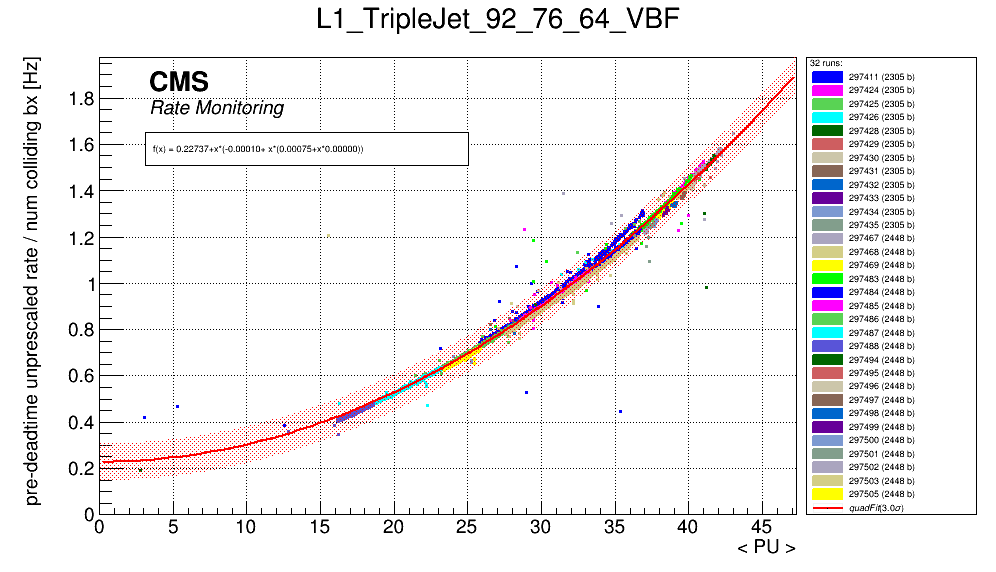 L1_TripleJet_92_76_64_VBF
pre-deadtime unprescaled rate / num colliding bx [Hz]
CMS
Rate Monitoring
f(x) = 0.22737+x*(-0.00010+ x*(0.00075+x*0.00000))
1.8
1.6
1.4
1.2
1
0.8
0.6
0.4
0.2
0
0 5 10 15 20 25 30 35 40 45
< PU >
32 runs:
297411 (2305 b)
297424 (2305 b)
297425 (2305 b)
297426 (2305 b)
297428 (2305 b)
297429 (2305 b)
297430 (2305 b)
297431 (2305 b)
297432 (2305 b)
297433 (2305 b)
297434 (2305 b)
297435 (2305 b)
297467 (2448 b)
297468 (2448 b)
297469 (2448 b)
297483 (2448 b)
297484 (2448 b)
297485 (2448 b)
297486 (2448 b)
297487 (2448 b)
297488 (2448 b)
297494 (2448 b)
297495 (2448 b)
297496 (2448 b)
297497 (2448 b)
297498 (2448 b)
297499 (2448 b)
297500 (2448 b)
297501 (2448 b)
297502 (2448 b)
297503 (2448 b)
297505 (2448 b)
quadFit(3.0σ)